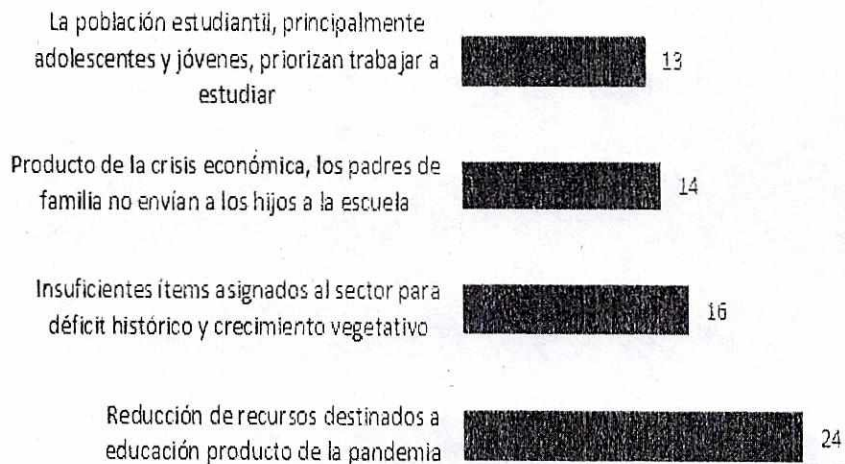 La población estudiantil, principalmente
adolescentes y jóvenes, priorizan trabajar a
estudiar
13
Producto de la crisis económica, los padres de
familia no envían a los hijos a la escuela
14
Insuficientes ítems asignados al sector para
déficit histórico y crecimiento vegetativo
16
Reducción de recursos destinados a
educación producto de la pandemia
24